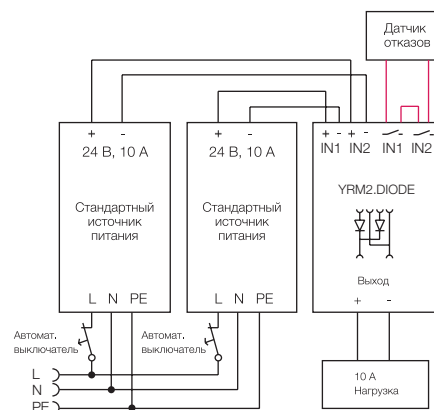 Датчик
отказов
+ - + - + - + -
24 В, 10 А 24 В, 10 А IN1 IN2 IN1 IN2
YRM2.DIODE
Стандартный
источник
питания
Стандартный
источник
питания
Выход
L N PE L N PE + -
Автомат.
выключатель
Автомат.
выключатель
10 А
Нагрузка
L
N
PE